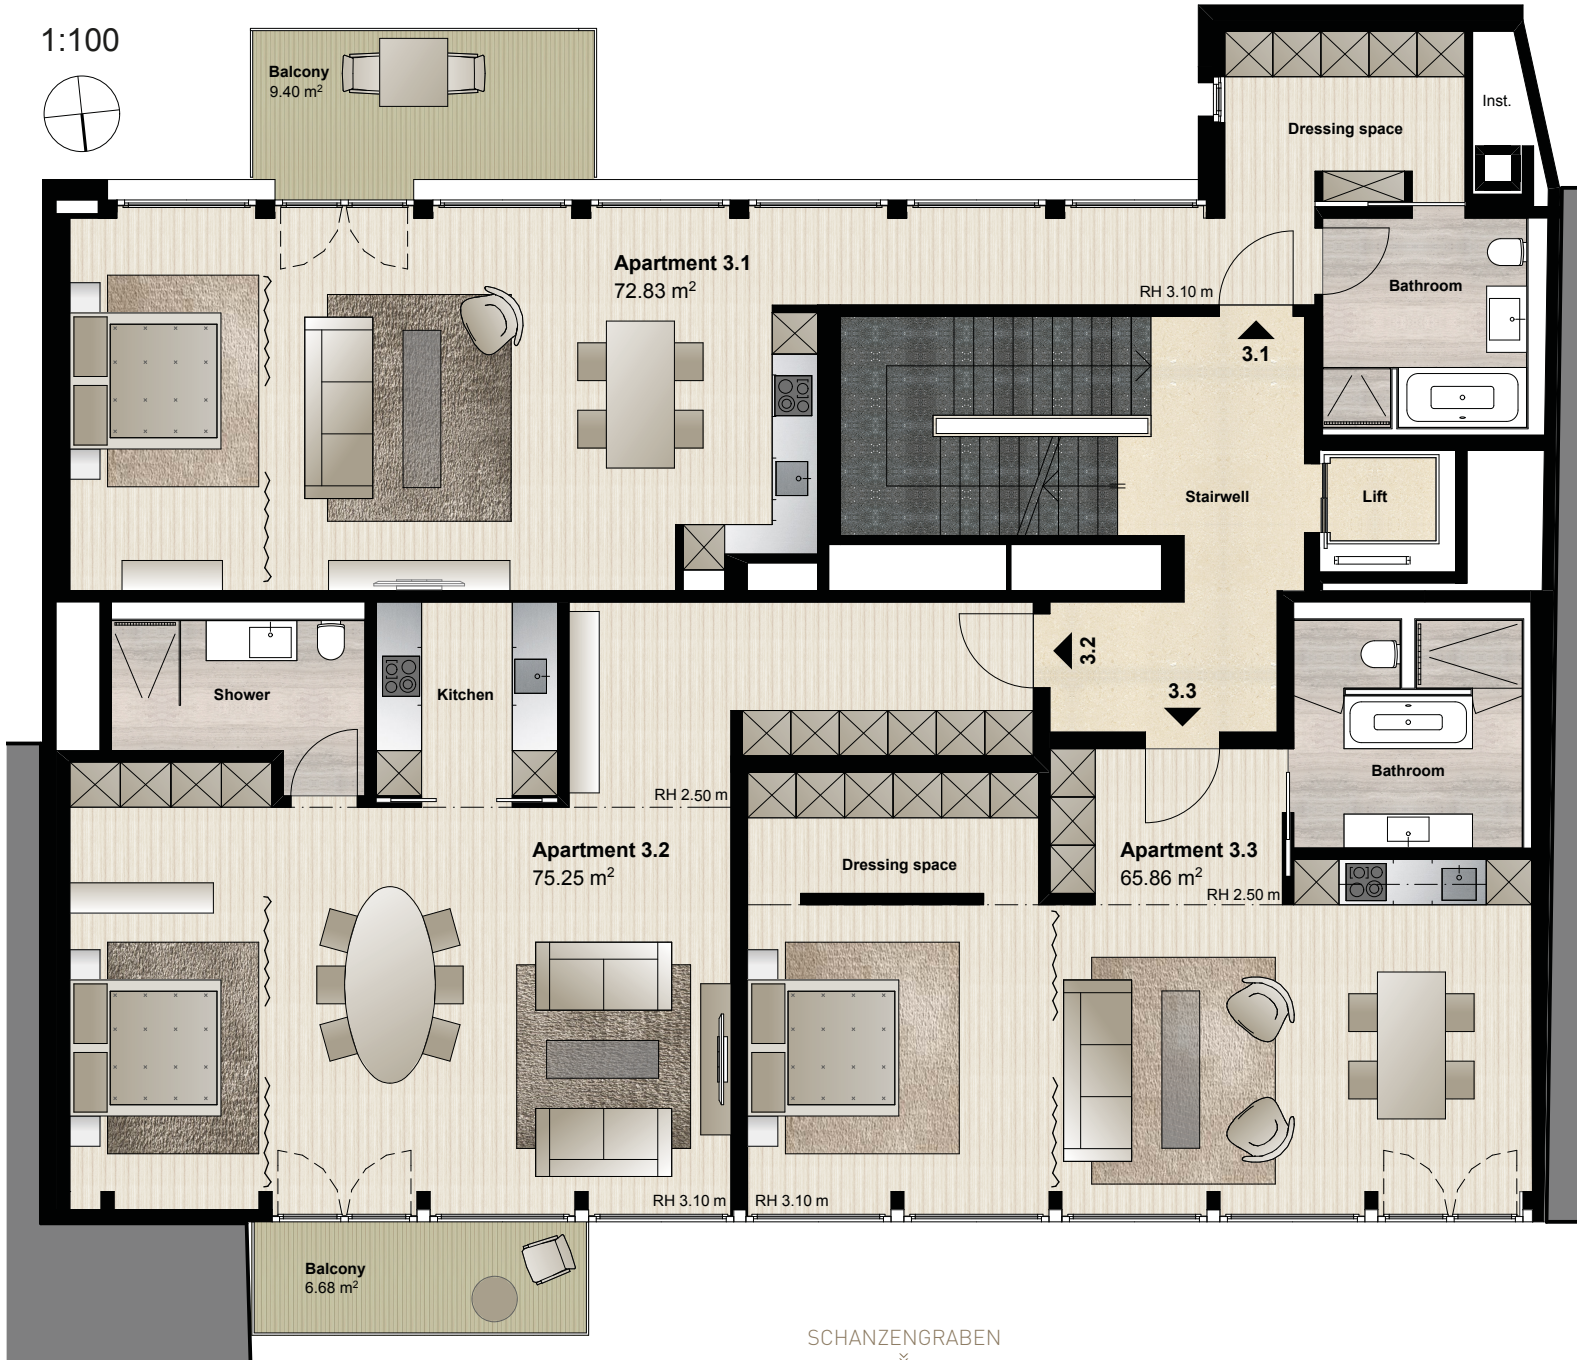 1:100
Balcony
9.40 m²
Inst.
Dressing space
Apartment 3.1
72.83 m²
RH 3.10 m
Bathroom
3.1
Stairwell
Lift
Shower
Kitchen
3.2
3.3
Bathroom
RH 2.50 m
Apartment 3.2
75.25 m²
Dressing space
Apartment 3.3
65.86 m²
RH 2.50 m
RH 3.10 m
RH 3.10 m
Balcony
6.68 m²
SCHANZENGRABEN